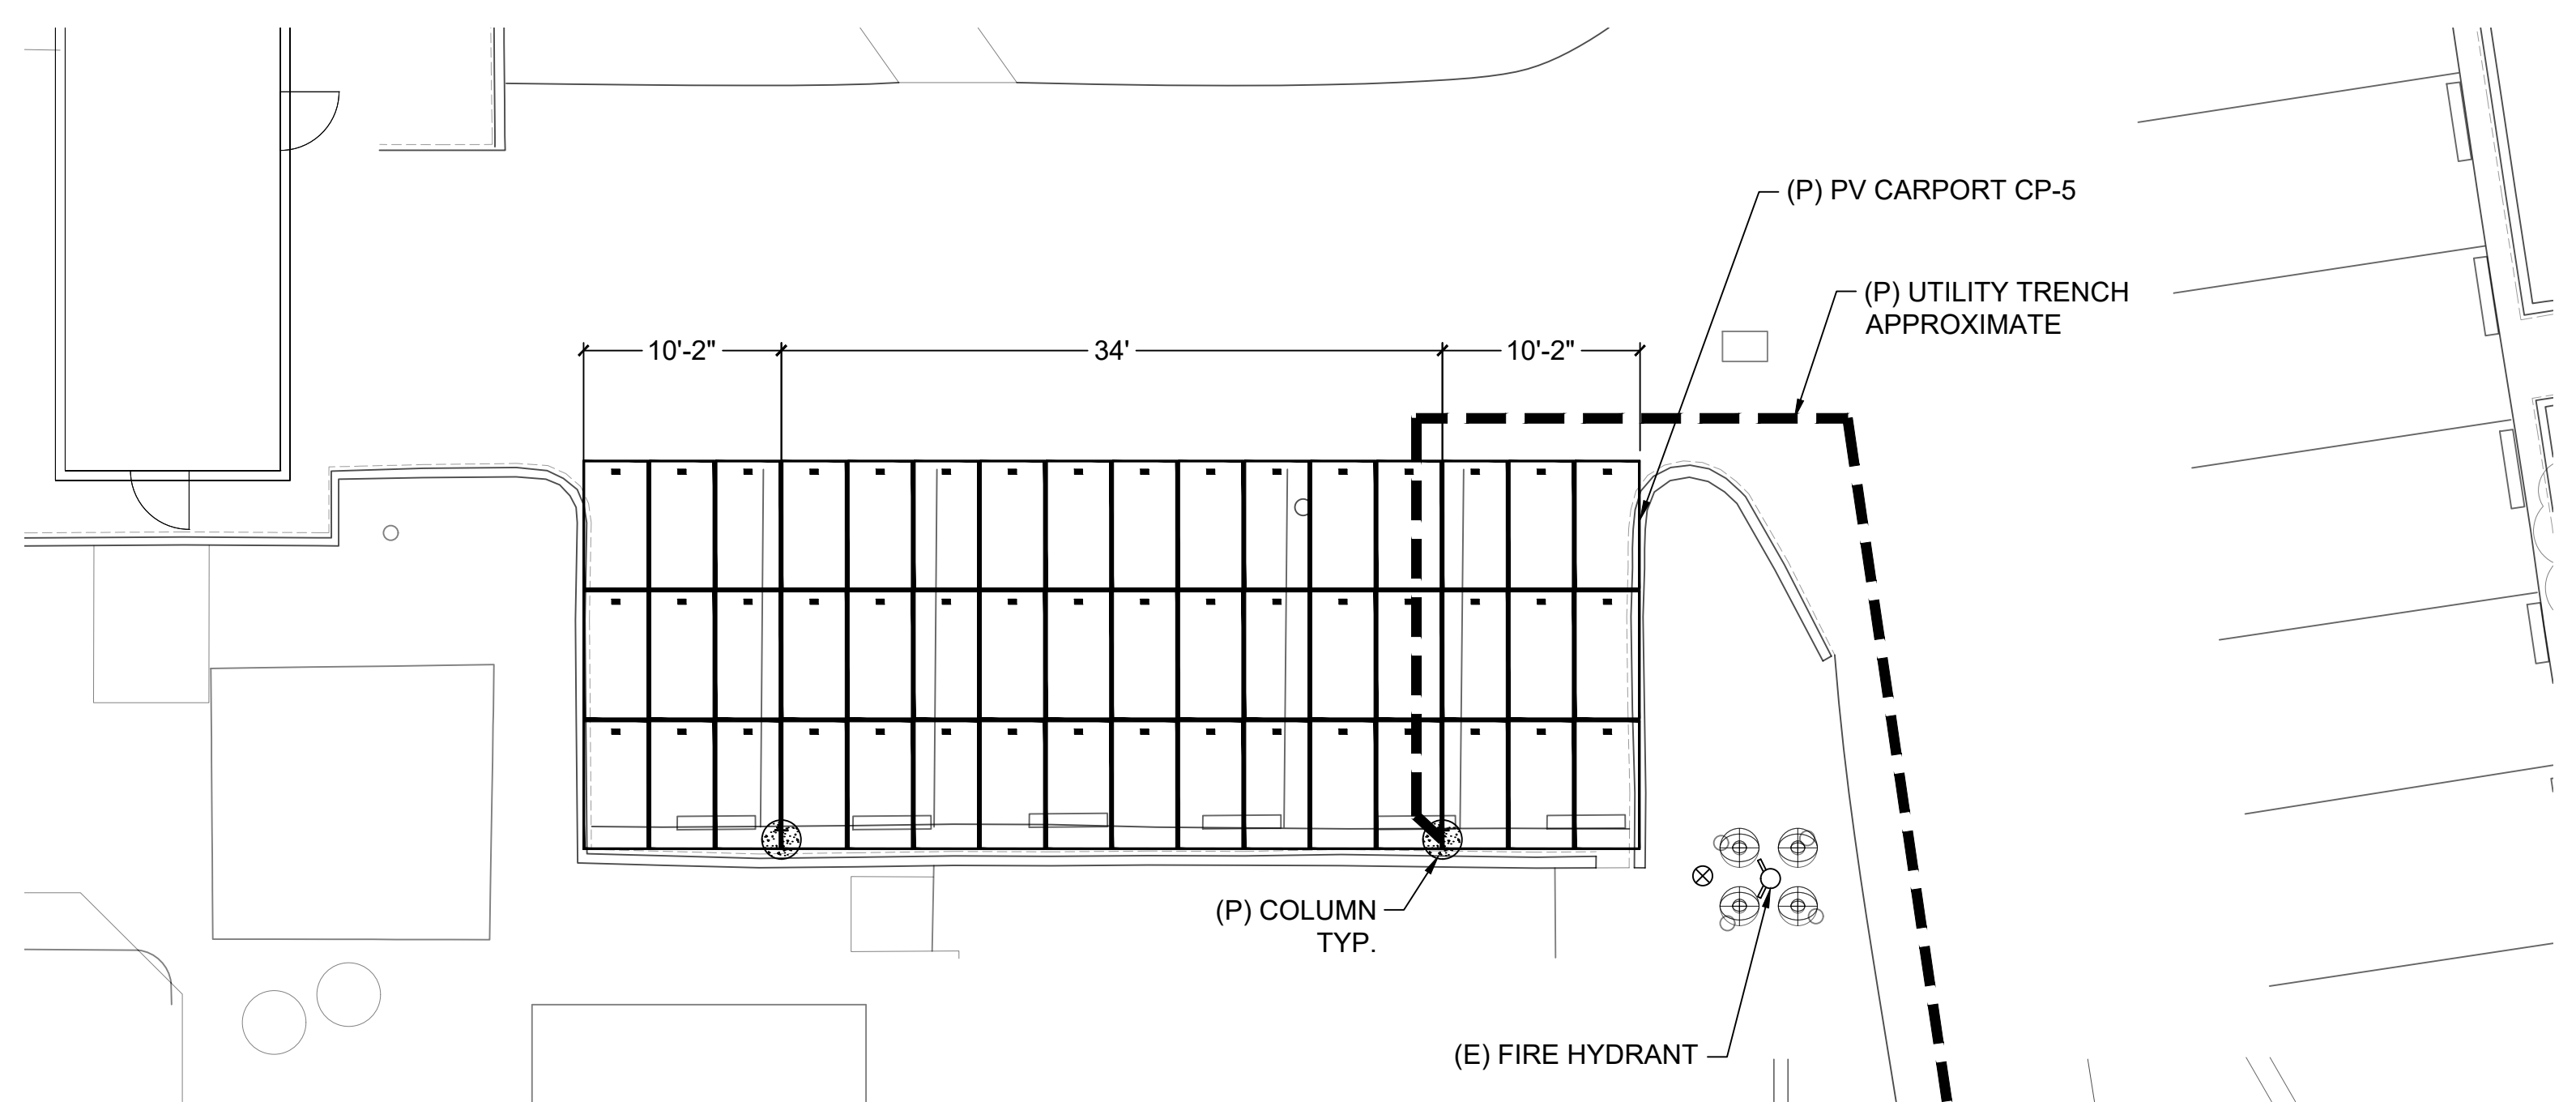 (P) PV CARPORT CP-5
(P) UTILITY TRENCH
APPROXIMATE
10'-2"
34'
10'-2"
(P) COLUMN
TYP.
(E) FIRE HYDRANT